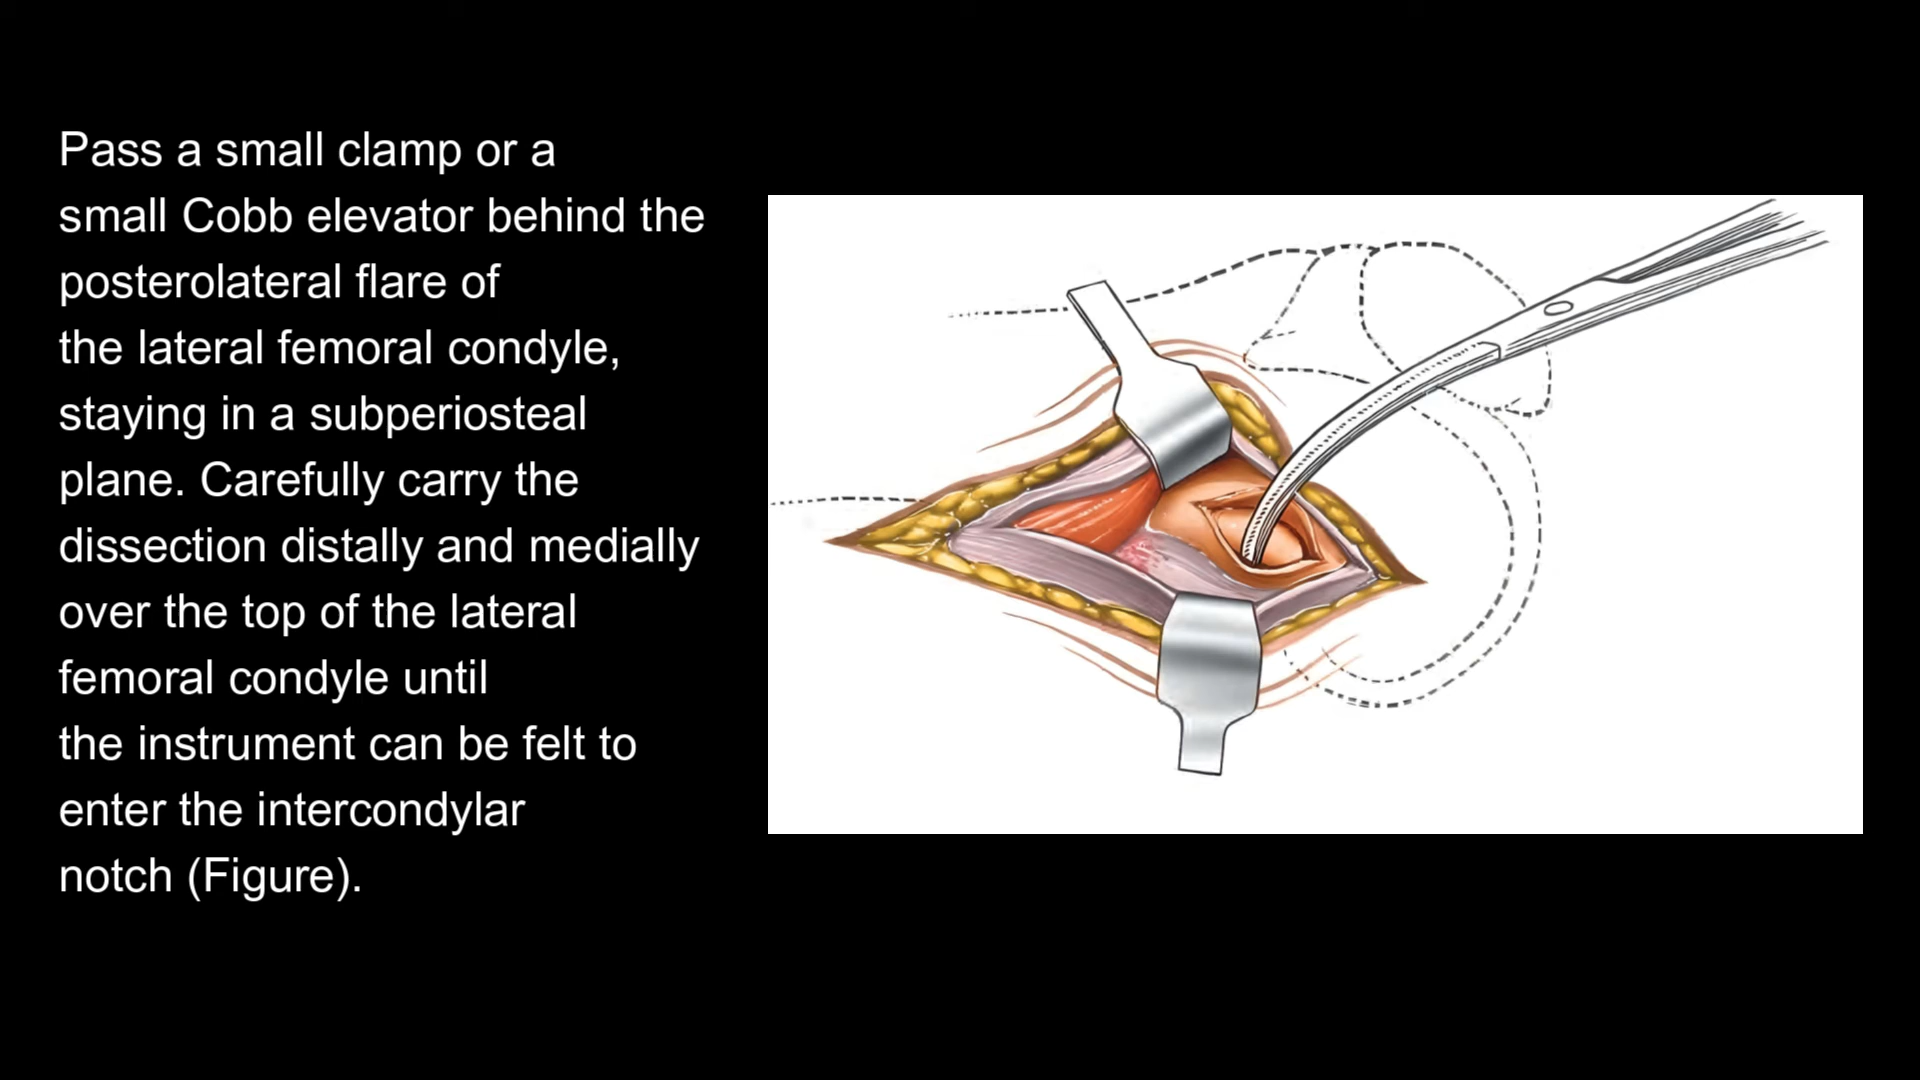 Pass a small clamp or a
small Cobb elevator behind the
posterolateral flare of
the lateral femoral condyle,
staying in a subperiosteal
plane. Carefully carry the
dissection distally and medially
over the top of the lateral
femoral condyle until
the instrument can be felt to
enter the intercondylar
notch (Figure).